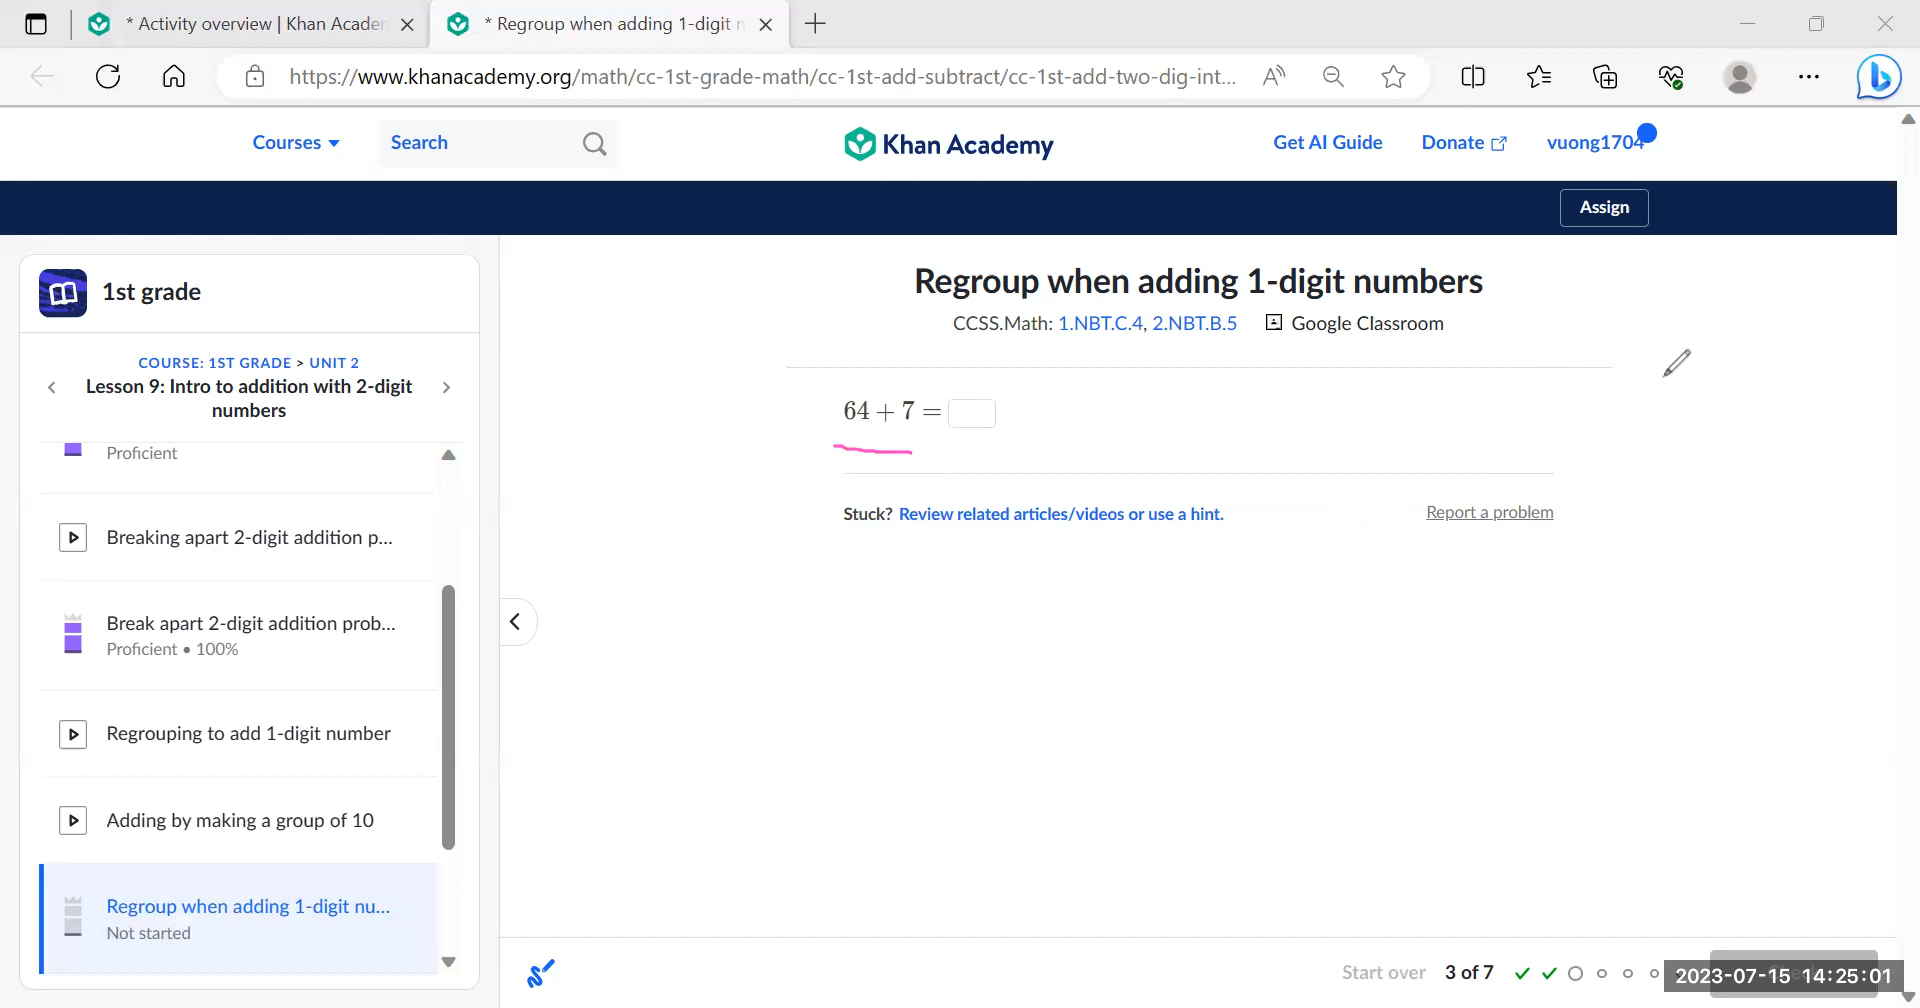 * Activity overview | Khan Acader
* Regroup when adding 1-digit n
https://www.khanacademy.org/math/cc-1st-grade-math/cc-1st-add-subtract/cc-1st-add-two-dig-int...
Courses
Search
Khan Academy
Get AI Guide
Donate
vuong1704
Assign
1st grade
COURSE: 1ST GRADE > UNIT 2
Lesson 9: Intro to addition with 2-digit
numbers
Proficient
Breaking apart 2-digit addition p...
Break apart 2-digit addition prob...
Proficient • 100%
Regrouping to add 1-digit number
Adding by making a group of 10
Regroup when adding 1-digit nu...
Not started
Regroup when adding 1-digit numbers
CCSS.Math: 1.NBT.C.4, 2.NBT.B.5
Google Classroom
64 + 7 =
Stuck? Review related articles/videos or use a hint.
Report a problem
Start over
3 of 7
2023-07-15 14:25:01